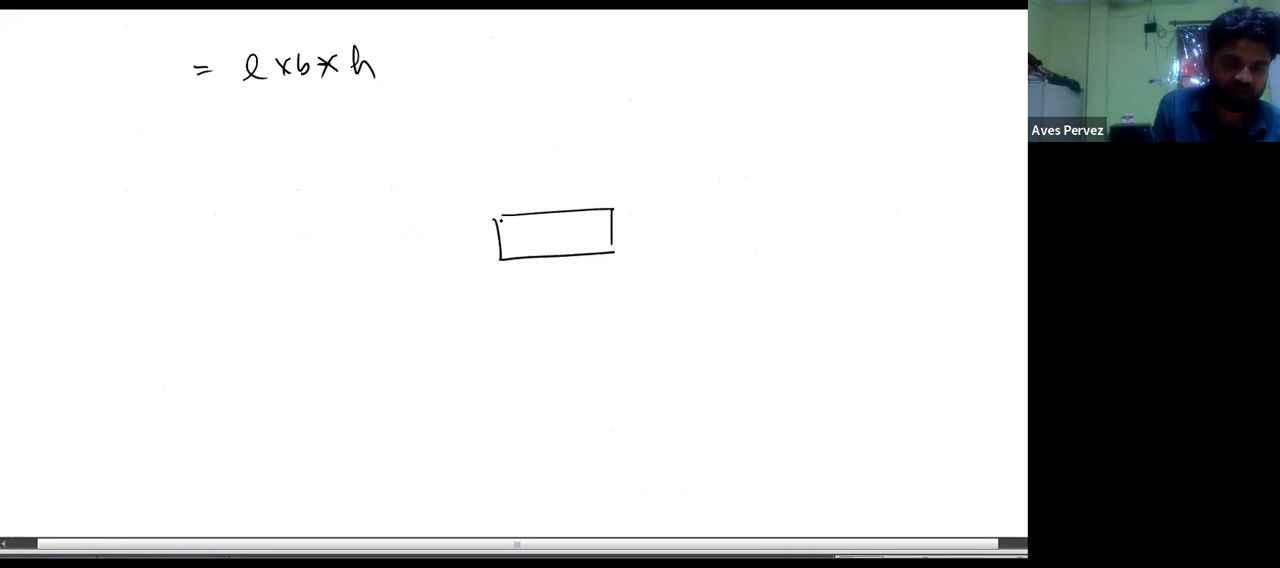 = l × b × h
Aves Pervez